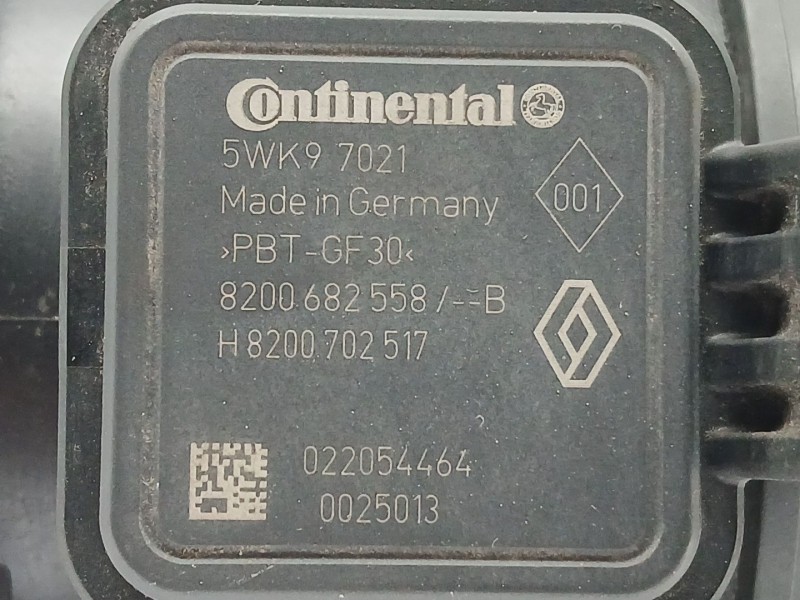 Continental
5WK9 7021
001
Made in Germany
›PBT-GF30‹
8200 682 558 /--B
H 8200 702 517
022054464
0025013